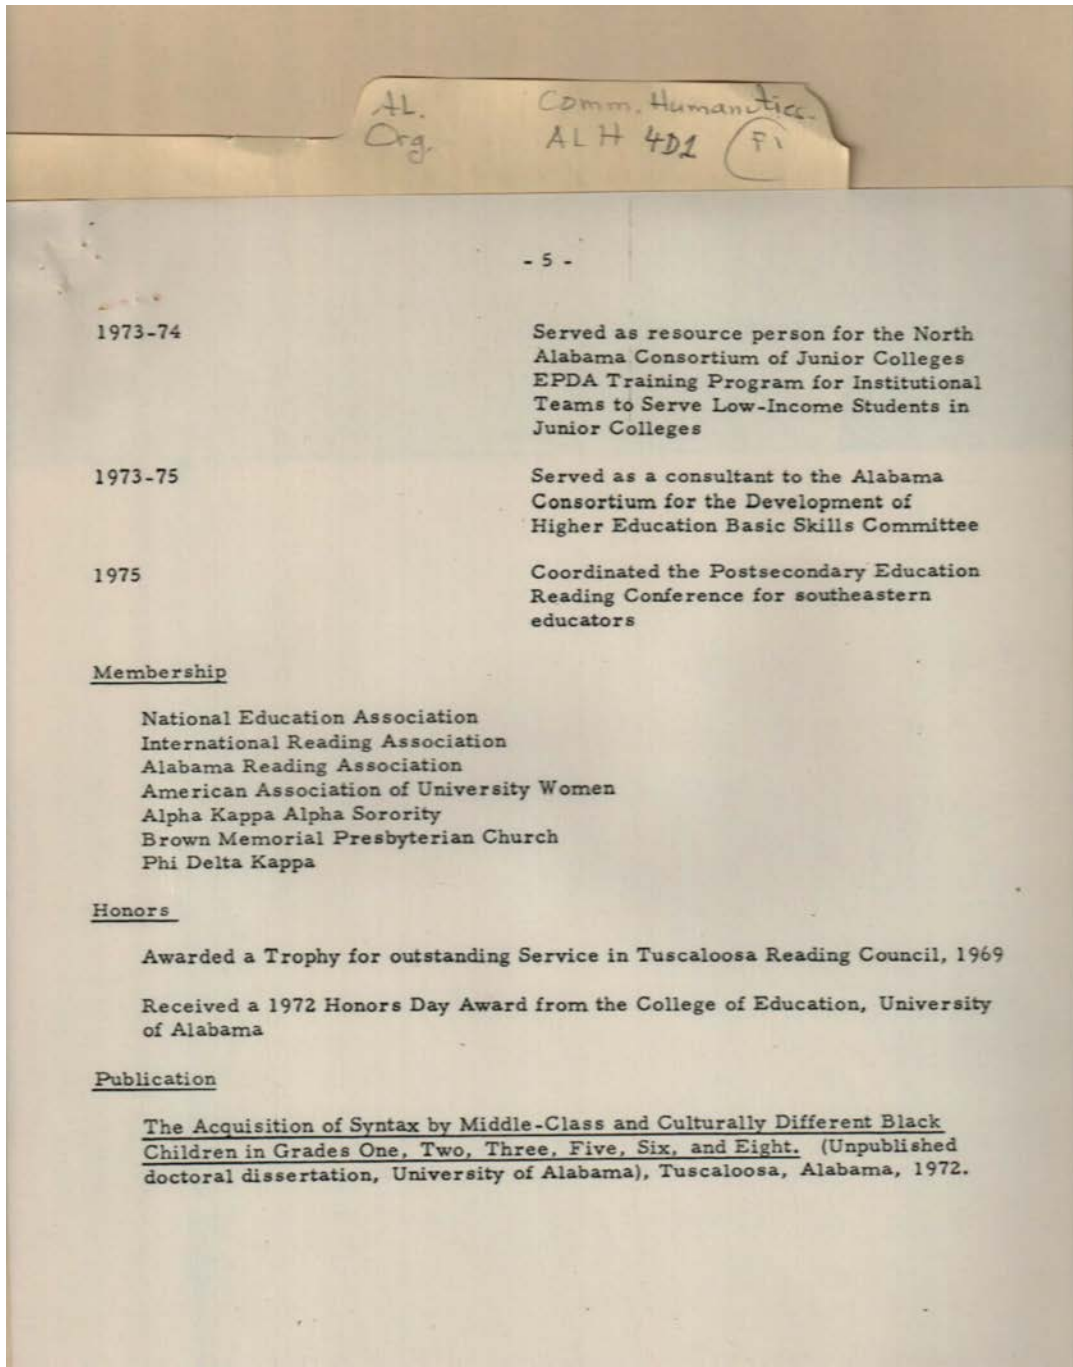 AL. Comm. Humanities.
Org. ALH 4D1
- 5 -
1973-74 Served as resource person for the North
Alabama Consortium of Junior Colleges
EPDA Training Program for Institutional
Teams to Serve Low-Income Students in
Junior Colleges
1973-75 Served as a consultant to the Alabama
Consortium for the Development of
Higher Education Basic Skills Committee
1975 Coordinated the Postsecondary Education
Reading Conference for southeastern
educators
Membership
National Education Association
International Reading Association
Alabama Reading Association
American Association of University Women
Alpha Kappa Alpha Sorority
Brown Memorial Presbyterian Church
Phi Delta Kappa
Honors
Awarded a Trophy for outstanding Service in Tuscaloosa Reading Council, 1969
Received a 1972 Honors Day Award from the College of Education, University
of Alabama
Publication
The Acquisition of Syntax by Middle-Class and Culturally Different Black
Children in Grades One, Two, Three, Five, Six, and Eight. (Unpublished
doctoral dissertation, University of Alabama), Tuscaloosa, Alabama, 1972.